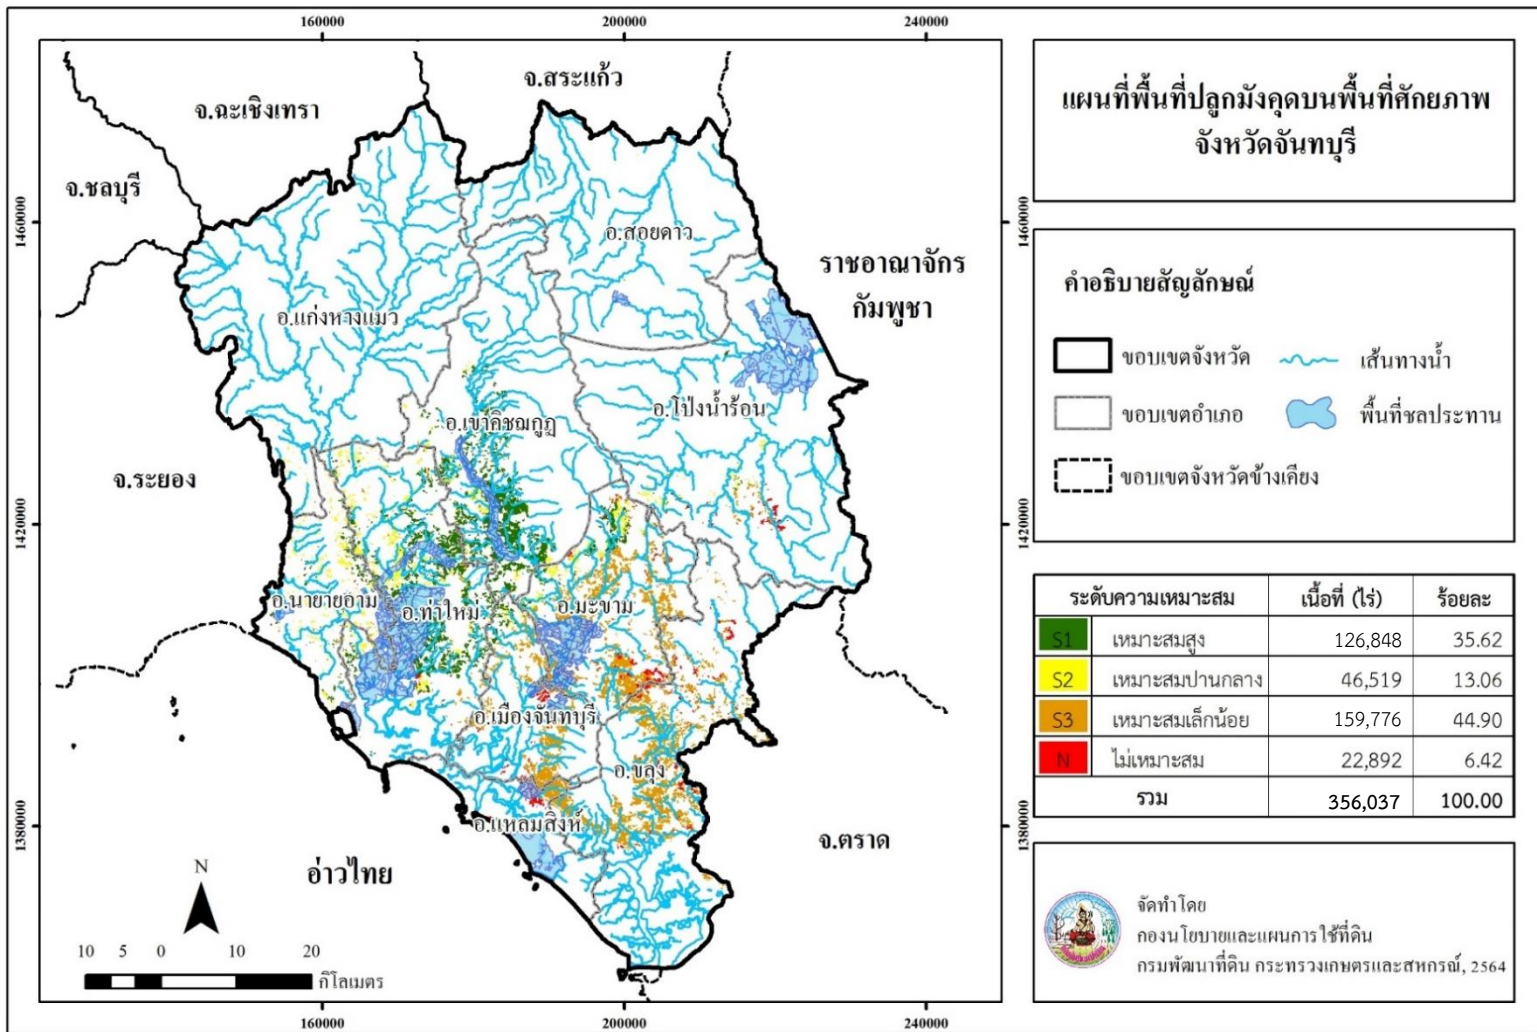 160000 200000 240000
จ.สระแก้ว
จ.ฉะเชิงเทรา
จ.ชลบุรี
1460000 1460000
อ.สอยดาว
ราชอาณาจักร
กัมพูชา
อ.แก่งหางแมว
อ.โป่งน้ำร้อน
อ.เขาคิชฌกูฏ
จ.ระยอง
1420000 1420000
อ.นายายอาม
อ.ท่าใหม่
อ.มะขาม
อ.เมืองจันทบุรี
อ.ขลุง
อ.แหลมสิงห์
1380000 1380000
จ.ตราด
อ่าวไทย
N
10 5 0 10 20
กิโลเมตร
160000 200000 240000
แผนที่พื้นที่ปลูกมังคุดบนพื้นที่ศักยภาพ
จังหวัดจันทบุรี
คำอธิบายสัญลักษณ์
ขอบเขตจังหวัด เส้นทางน้ำ
ขอบเขตอำเภอ พื้นที่ชลประทาน
ขอบเขตจังหวัดข้างเคียง
ระดับความเหมาะสม เนื้อที่ (ไร่) ร้อยละ
S1 เหมาะสมสูง 126,848 35.62
S2 เหมาะสมปานกลาง 46,519 13.06
S3 เหมาะสมเล็กน้อย 159,776 44.90
N ไม่เหมาะสม 22,892 6.42
รวม 356,037 100.00
จัดทำโดย
กองนโยบายและแผนการใช้ที่ดิน
กรมพัฒนาที่ดิน กระทรวงเกษตรและสหกรณ์, 2564